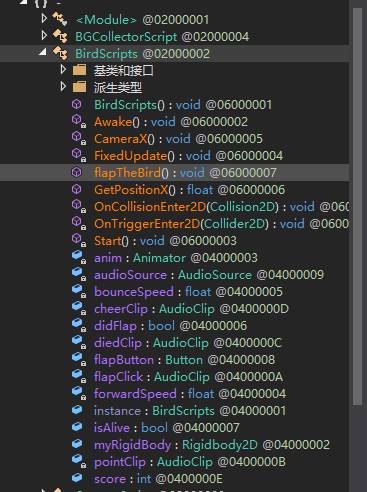 <Module> @02000001
BGCollectorScript @02000004
BirdScripts @02000002
基类和接口
派生类型
BirdScripts() : void @06000001
Awake() : void @06000002
CameraX() : void @06000005
FixedUpdate() : void @06000004
flapTheBird() : void @06000007
GetPositionX() : float @06000006
OnCollisionEnter2D(Collision2D) : void @060
OnTriggerEnter2D(Collider2D) : void @06000
Start() : void @06000003
anim : Animator @04000003
audioSource : AudioSource @04000009
bounceSpeed : float @04000005
cheerClip : AudioClip @0400000D
didFlap : bool @04000006
diedClip : AudioClip @0400000C
flapButton : Button @04000008
flapClick : AudioClip @0400000A
forwardSpeed : float @04000004
instance : BirdScripts @04000001
isAlive : bool @04000007
myRigidBody : Rigidbody2D @04000002
pointClip : AudioClip @0400000B
score : int @0400000E